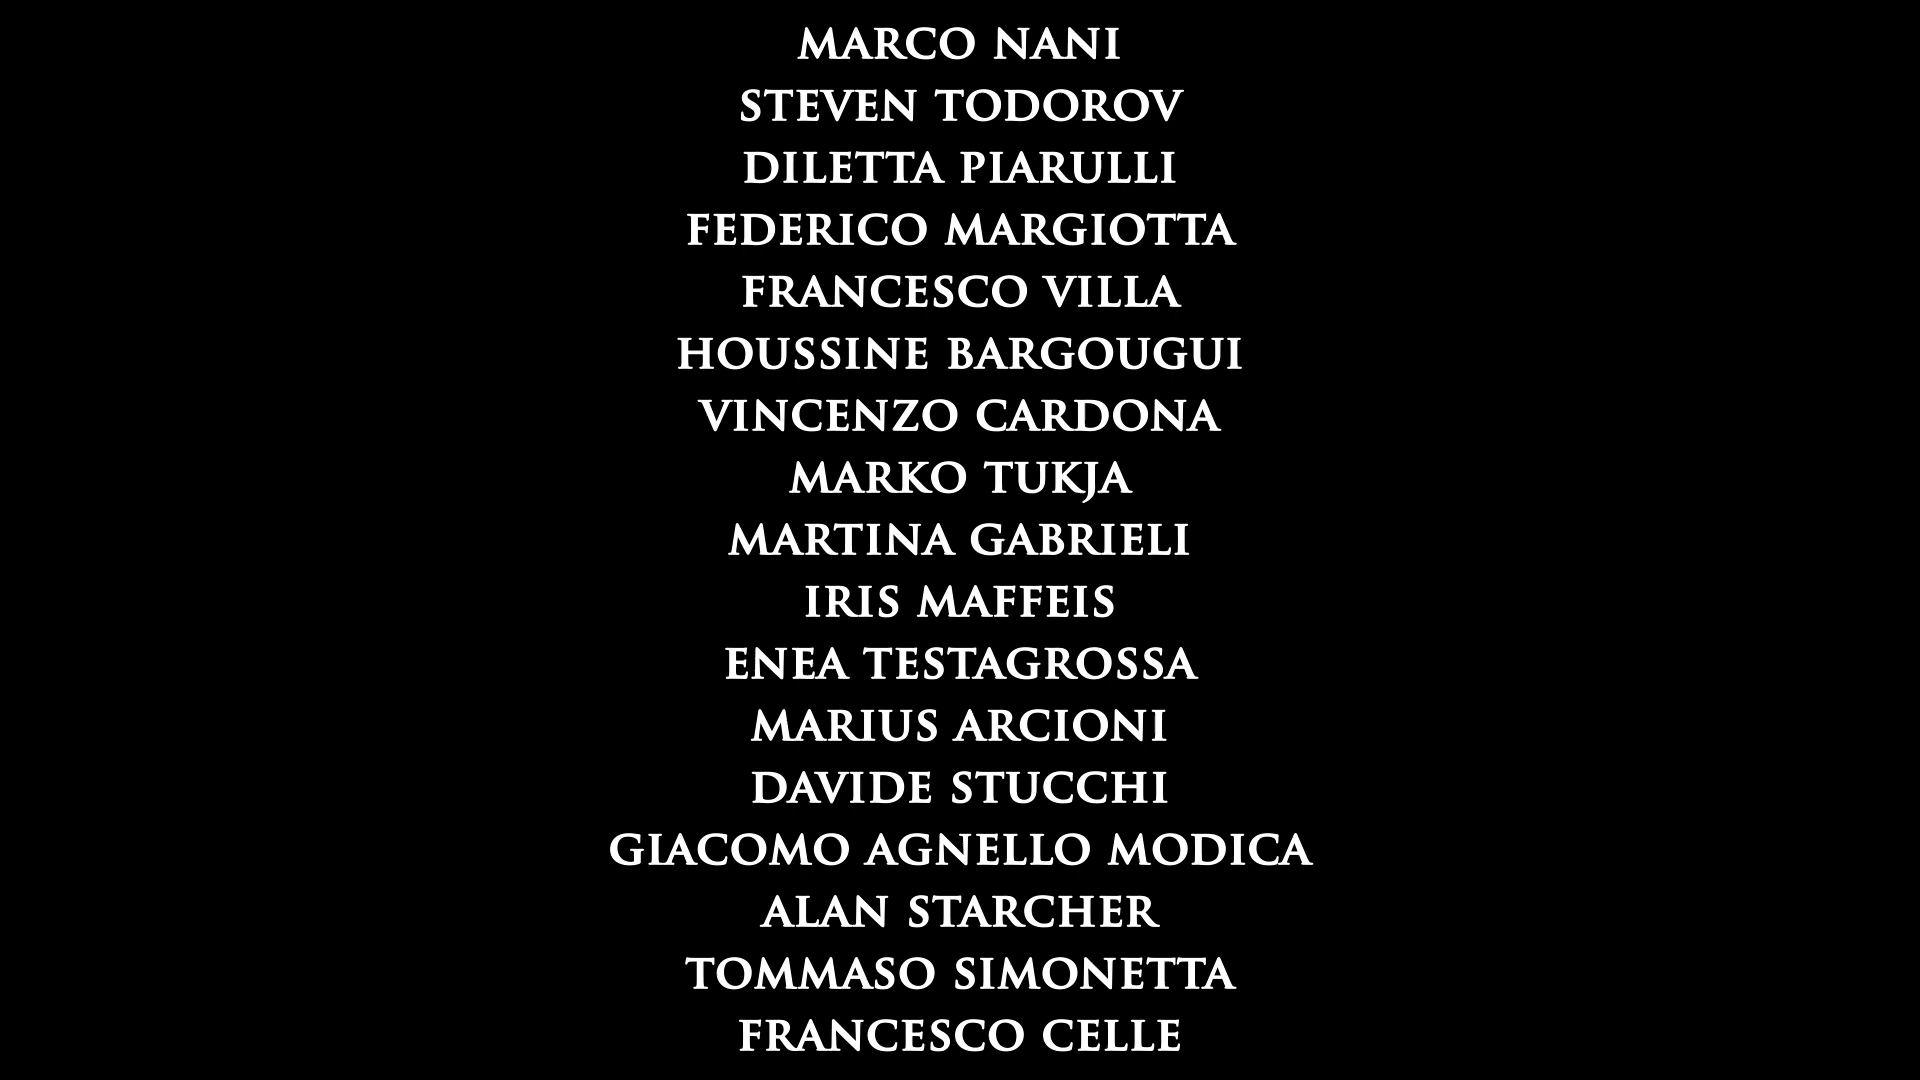 MARCO NANI
STEVEN TODOROV
DILETTA PIARULLI
FEDERICO MARGIOTTA
FRANCESCO VILLA
HOUSSINE BARGOUGUI
VINCENZO CARDONA
MARKO TUKJA
MARTINA GABRIELI
IRIS MAFFEIS
ENEA TESTAGROSSA
MARIUS ARCIONI
DAVIDE STUCCHI
GIACOMO AGNELLO MODICA
ALAN STARCHER
TOMMASO SIMONETTA
FRANCESCO CELLE